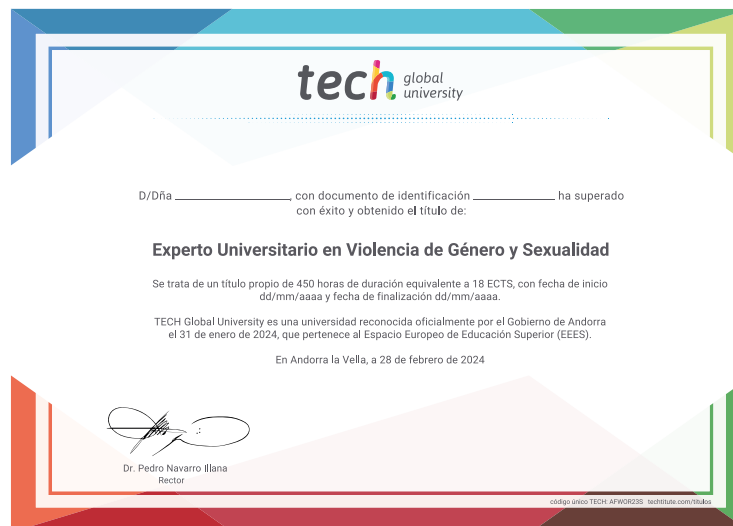 tech global university
D/Dña ____________________, con documento de identificación ______________ ha superado
con éxito y obtenido el título de:
Experto Universitario en Violencia de Género y Sexualidad
Se trata de un título propio de 450 horas de duración equivalente a 18 ECTS, con fecha de inicio
dd/mm/aaaa y fecha de finalización dd/mm/aaaa.
TECH Global University es una universidad reconocida oficialmente por el Gobierno de Andorra
el 31 de enero de 2024, que pertenece al Espacio Europeo de Educación Superior (EEES).
En Andorra la Vella, a 28 de febrero de 2024
Dr. Pedro Navarro Illana
Rector
código único TECH: AFWOR23S techtitute.com/titulos